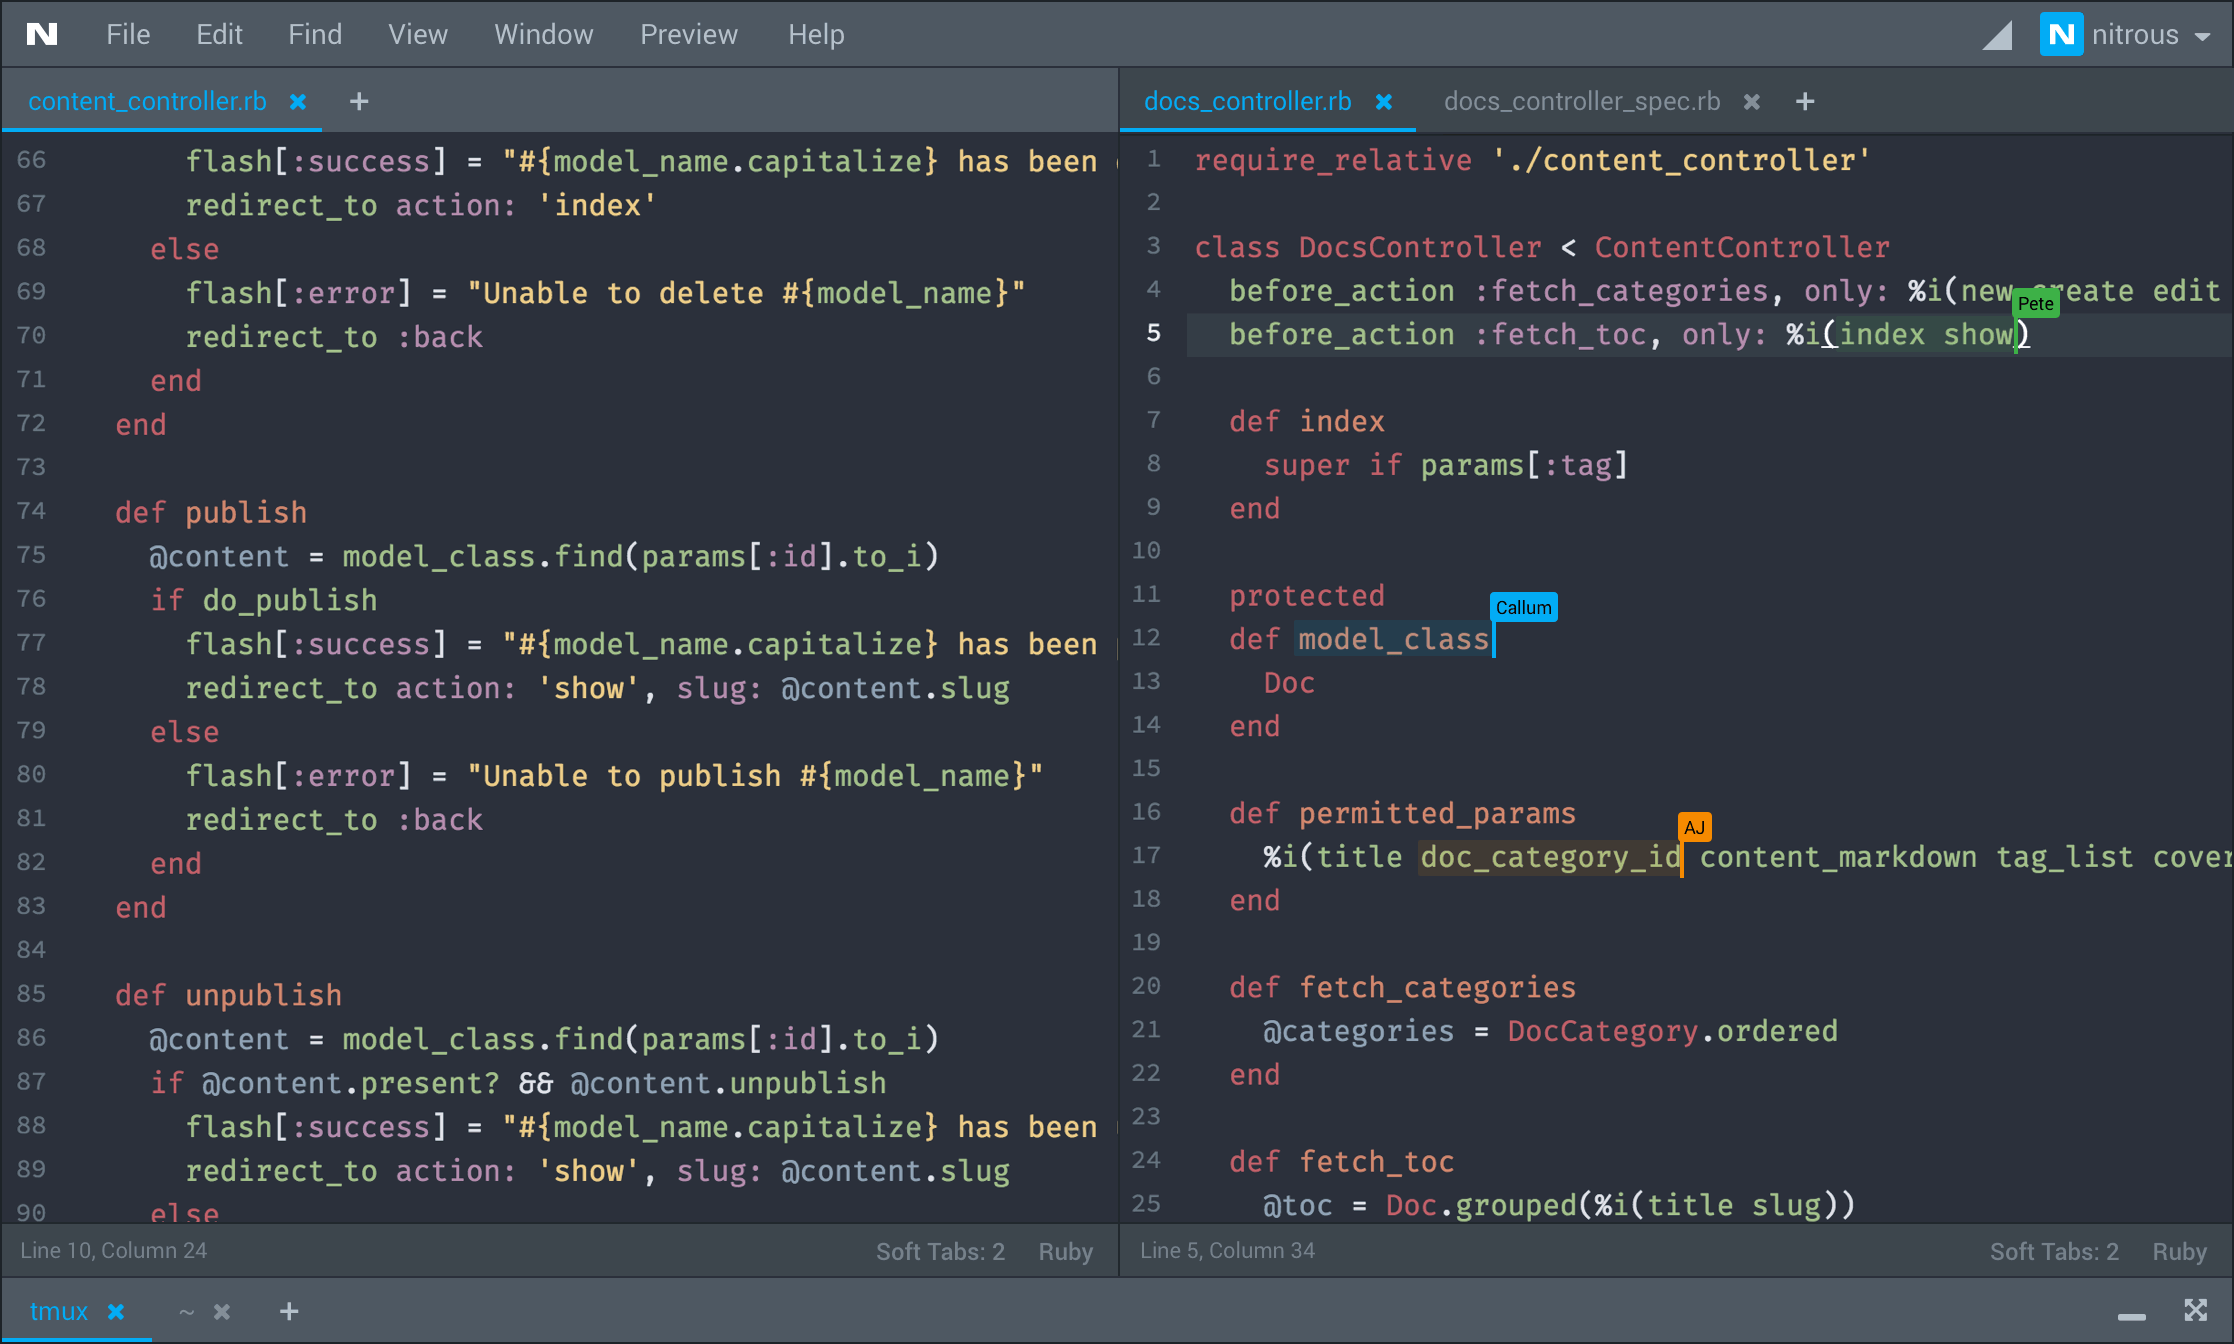 N File Edit Find View Window Preview Help N nitrous
content_controller.rb × +
66 flash[:success] = "#{model_name.capitalize} has been
67 redirect_to action: 'index'
68 else
69 flash[:error] = "Unable to delete #{model_name}"
70 redirect_to :back
71 end
72 end
73
74 def publish
75 @content = model_class.find(params[:id].to_i)
76 if do_publish
77 flash[:success] = "#{model_name.capitalize} has been
78 redirect_to action: 'show', slug: @content.slug
79 else
80 flash[:error] = "Unable to publish #{model_name}"
81 redirect_to :back
82 end
83 end
84
85 def unpublish
86 @content = model_class.find(params[:id].to_i)
87 if @content.present? && @content.unpublish
88 flash[:success] = "#{model_name.capitalize} has been
89 redirect_to action: 'show', slug: @content.slug
90 else
Line 10, Column 24 Soft Tabs: 2 Ruby
docs_controller.rb × docs_controller_spec.rb × +
1 require_relative './content_controller'
2
3 class DocsController < ContentController
4 before_action :fetch_categories, only: %i(new create edit
Pete
5 before_action :fetch_toc, only: %i(index show)
6
7 def index
8 super if params[:tag]
9 end
10
11 protected
Callum
12 def model_class
13 Doc
14 end
15
16 def permitted_params
AJ
17 %i(title doc_category_id content_markdown tag_list cover
18 end
19
20 def fetch_categories
21 @categories = DocCategory.ordered
22 end
23
24 def fetch_toc
25 @toc = Doc.grouped(%i(title slug))
Line 5, Column 34 Soft Tabs: 2 Ruby
tmux × ~ × +